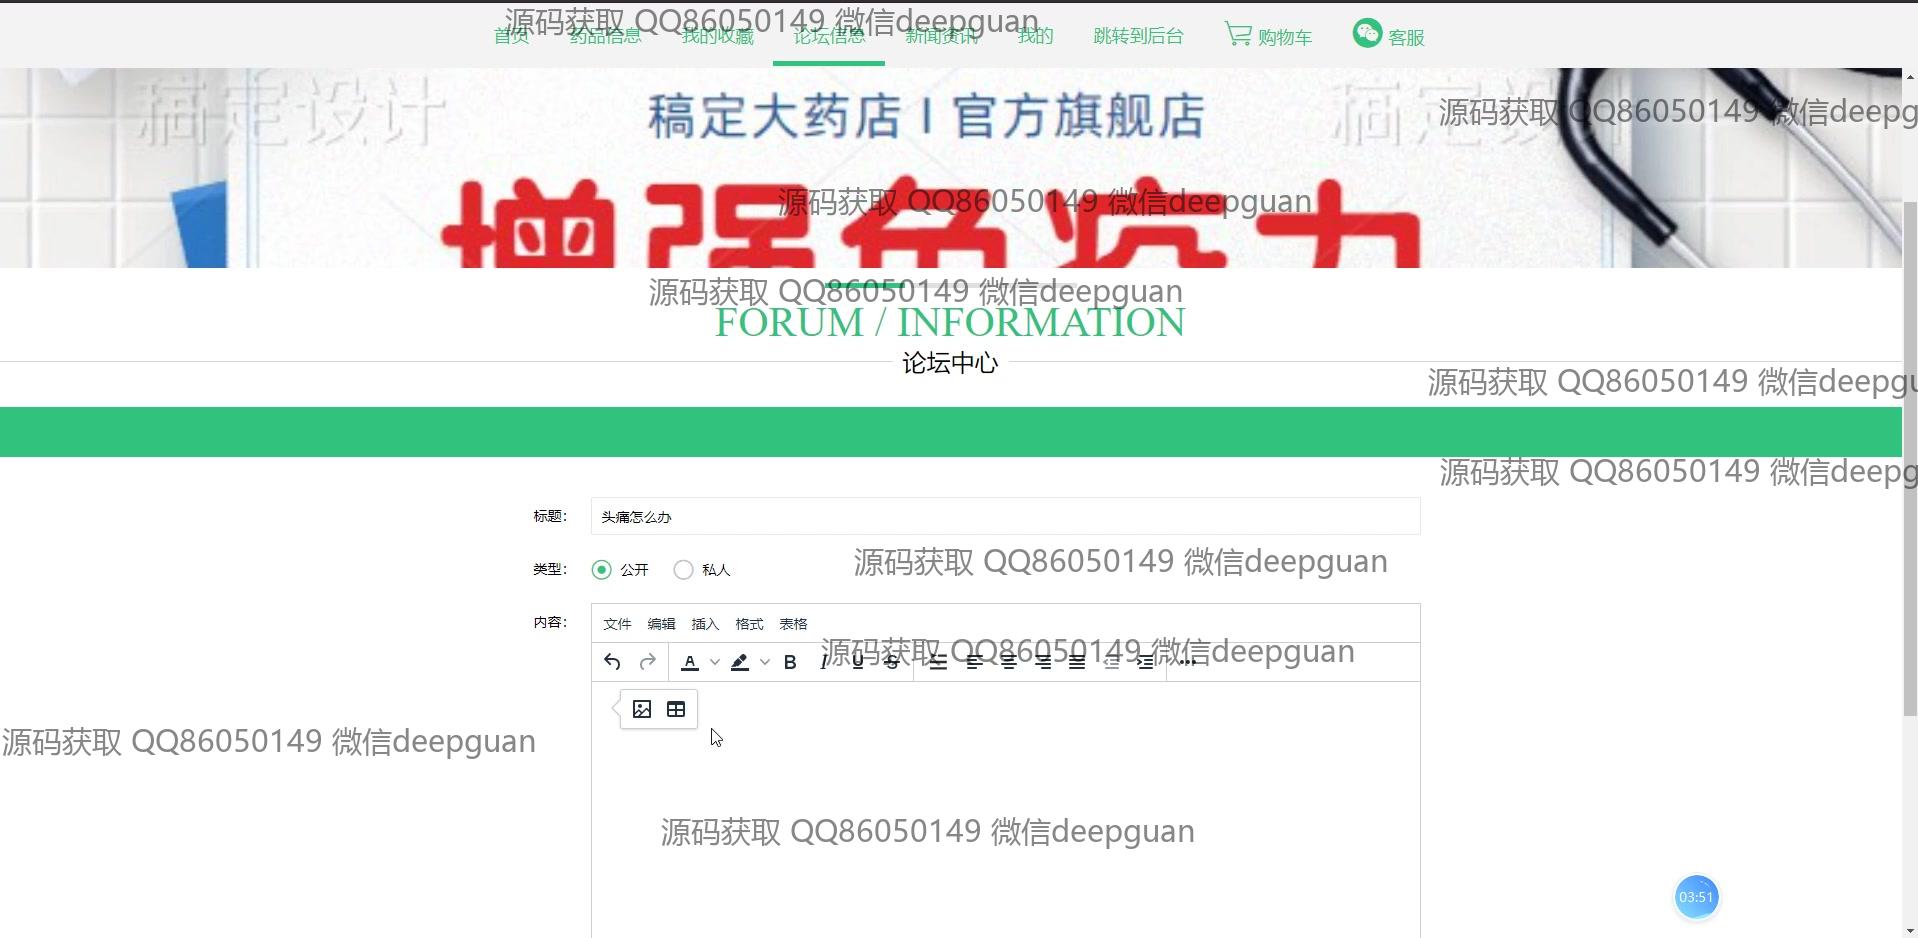 源码获取 QQ86050149 微信deepguan
首页 药品信息 我的收藏 论坛信息 新闻资讯 我的 跳转到后台 购物车 客服
稿定设计 稿定大药店 I 官方旗舰店 稿定设
源码获取 QQ86050149 微信deepg
增强免疫力
源码获取 QQ86050149 微信deepguan
源码获取 QQ86050149 微信deepguan
FORUM / INFORMATION
论坛中心
源码获取 QQ86050149 微信deepgu
源码获取 QQ86050149 微信deepg
标题： 头痛怎么办
类型： 公开 私人
源码获取 QQ86050149 微信deepguan
内容： 文件 编辑 插入 格式 表格
源码获取 QQ86050149 微信deepguan
A B I U S
源码获取 QQ86050149 微信deepguan
源码获取 QQ86050149 微信deepguan
03:51